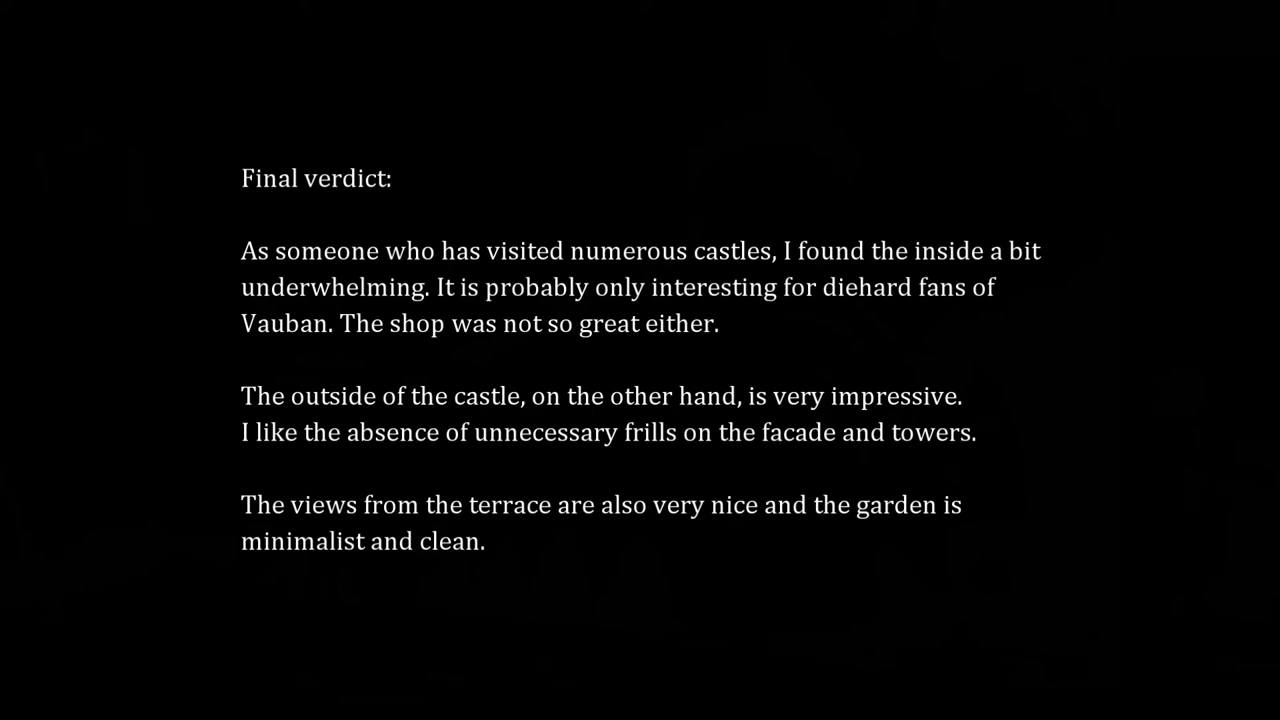 Final verdict:
As someone who has visited numerous castles, I found the inside a bit
underwhelming. It is probably only interesting for diehard fans of
Vauban. The shop was not so great either.
The outside of the castle, on the other hand, is very impressive.
I like the absence of unnecessary frills on the facade and towers.
The views from the terrace are also very nice and the garden is
minimalist and clean.